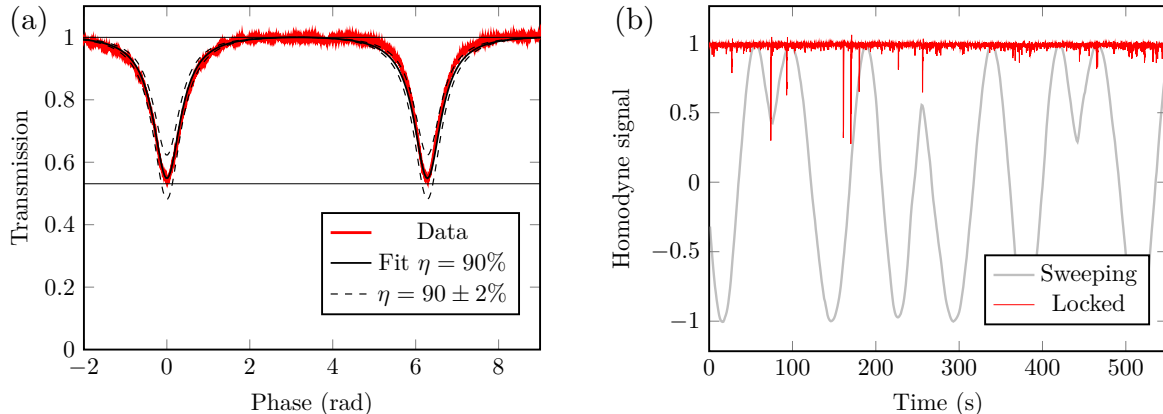 (a)
Transmission
1
0.8
0.6
0.4
0.2
0
−2
0
2
4
6
8
Phase (rad)
Data
Fit η = 90%
η = 90 ± 2%
(b)
Homodyne signal
1
0.5
0
−0.5
−1
0
100
200
300
400
500
Time (s)
Sweeping
Locked